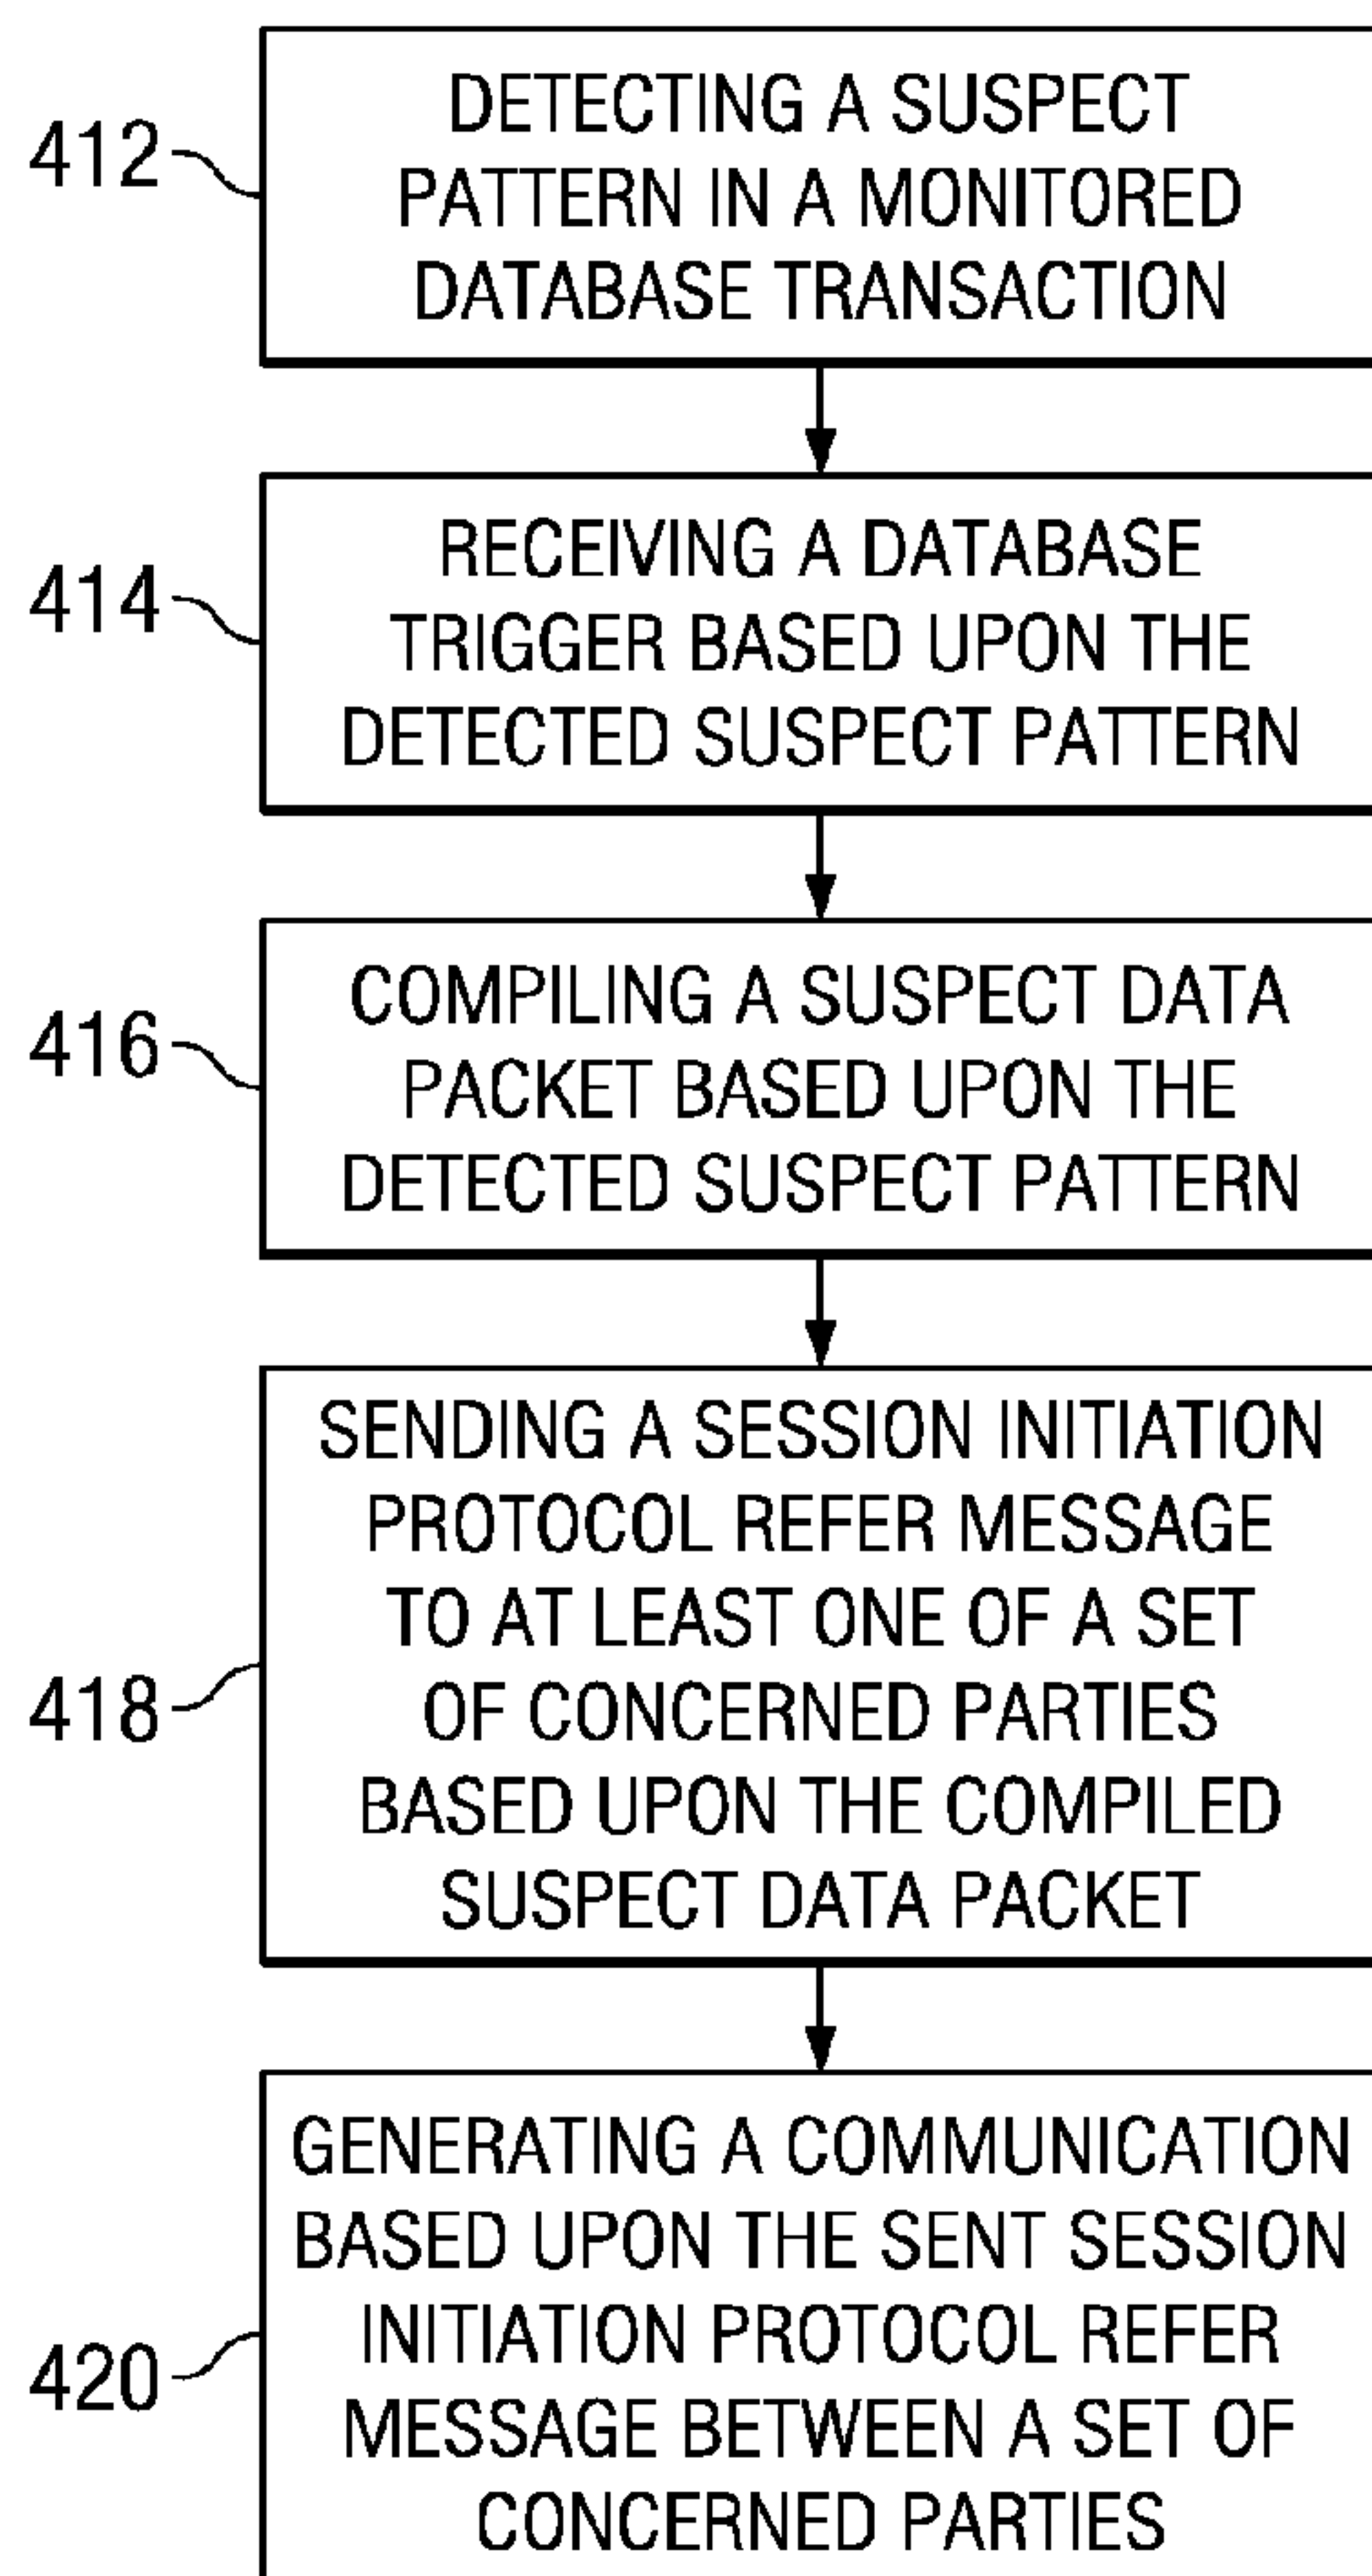 412
DETECTING A SUSPECT
PATTERN IN A MONITORED
DATABASE TRANSACTION
414
RECEIVING A DATABASE
TRIGGER BASED UPON THE
DETECTED SUSPECT PATTERN
416
COMPILING A SUSPECT DATA
PACKET BASED UPON THE
DETECTED SUSPECT PATTERN
418
SENDING A SESSION INITIATION
PROTOCOL REFER MESSAGE
TO AT LEAST ONE OF A SET
OF CONCERNED PARTIES
BASED UPON THE COMPILED
SUSPECT DATA PACKET
420
GENERATING A COMMUNICATION
BASED UPON THE SENT SESSION
INITIATION PROTOCOL REFER
MESSAGE BETWEEN A SET OF
CONCERNED PARTIES